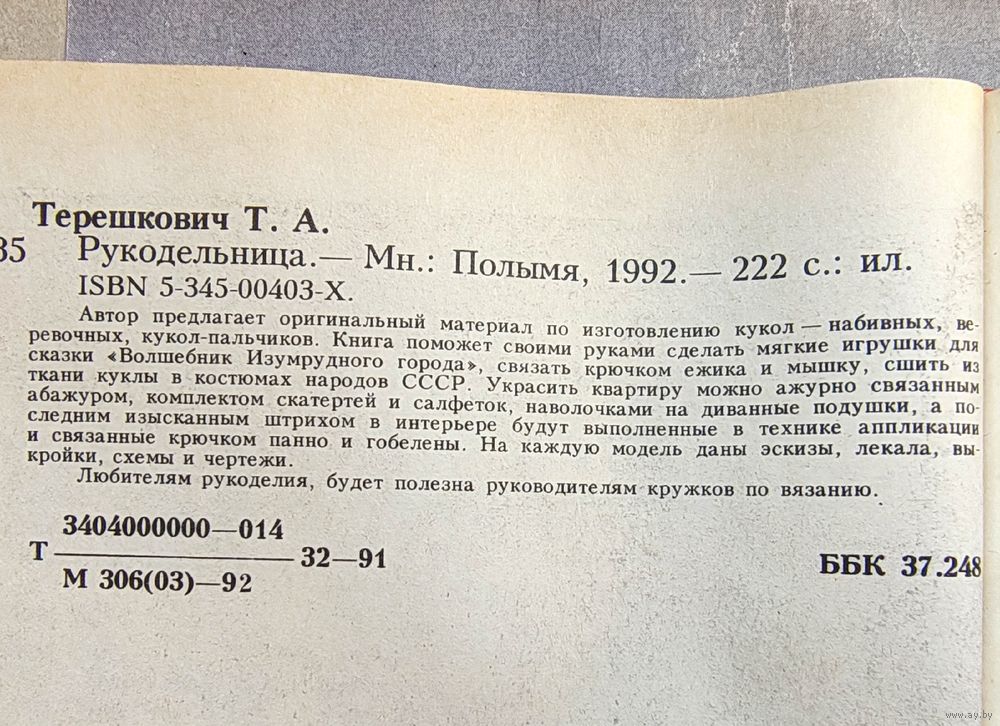 Терешкович Т. А.
35 Рукодельница.— Мн.: Полымя, 1992.— 222 с.: ил.
ISBN 5-345-00403-X.
Автор предлагает оригинальный материал по изготовлению кукол — набивных, ве-
ревочных, кукол-пальчиков. Книга поможет своими руками сделать мягкие игрушки для
сказки «Волшебник Изумрудного города», связать крючком ежика и мышку, сшить из
ткани куклы в костюмах народов СССР. Украсить квартиру можно ажурно связанным
абажуром, комплектом скатертей и салфеток, наволочками на диванные подушки, а по-
следним изысканным штрихом в интерьере будут выполненные в технике аппликации
и связанные крючком панно и гобелены. На каждую модель даны эскизы, лекала, вы-
кройки, схемы и чертежи.
Любителям рукоделия, будет полезна руководителям кружков по вязанию.
3404000000—014
Т 32—91
М 306(03)—92
ББК 37.248
www.ay.by